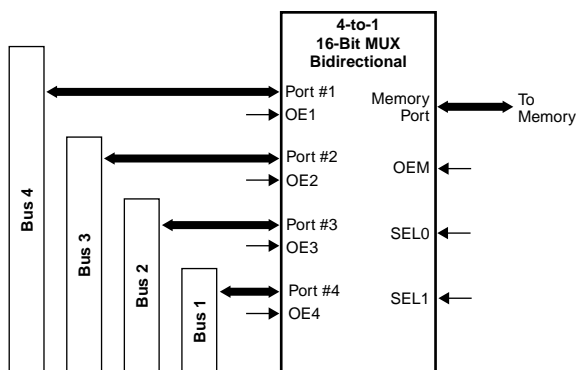 4-to-1
16-Bit MUX
Bidirectional
Port #1
OE1
Memory
Port
To
Memory
Port #2
OE2
OEM
Port #3
OE3
SEL0
Port #4
OE4
SEL1
Bus 4
Bus 3
Bus 2
Bus 1